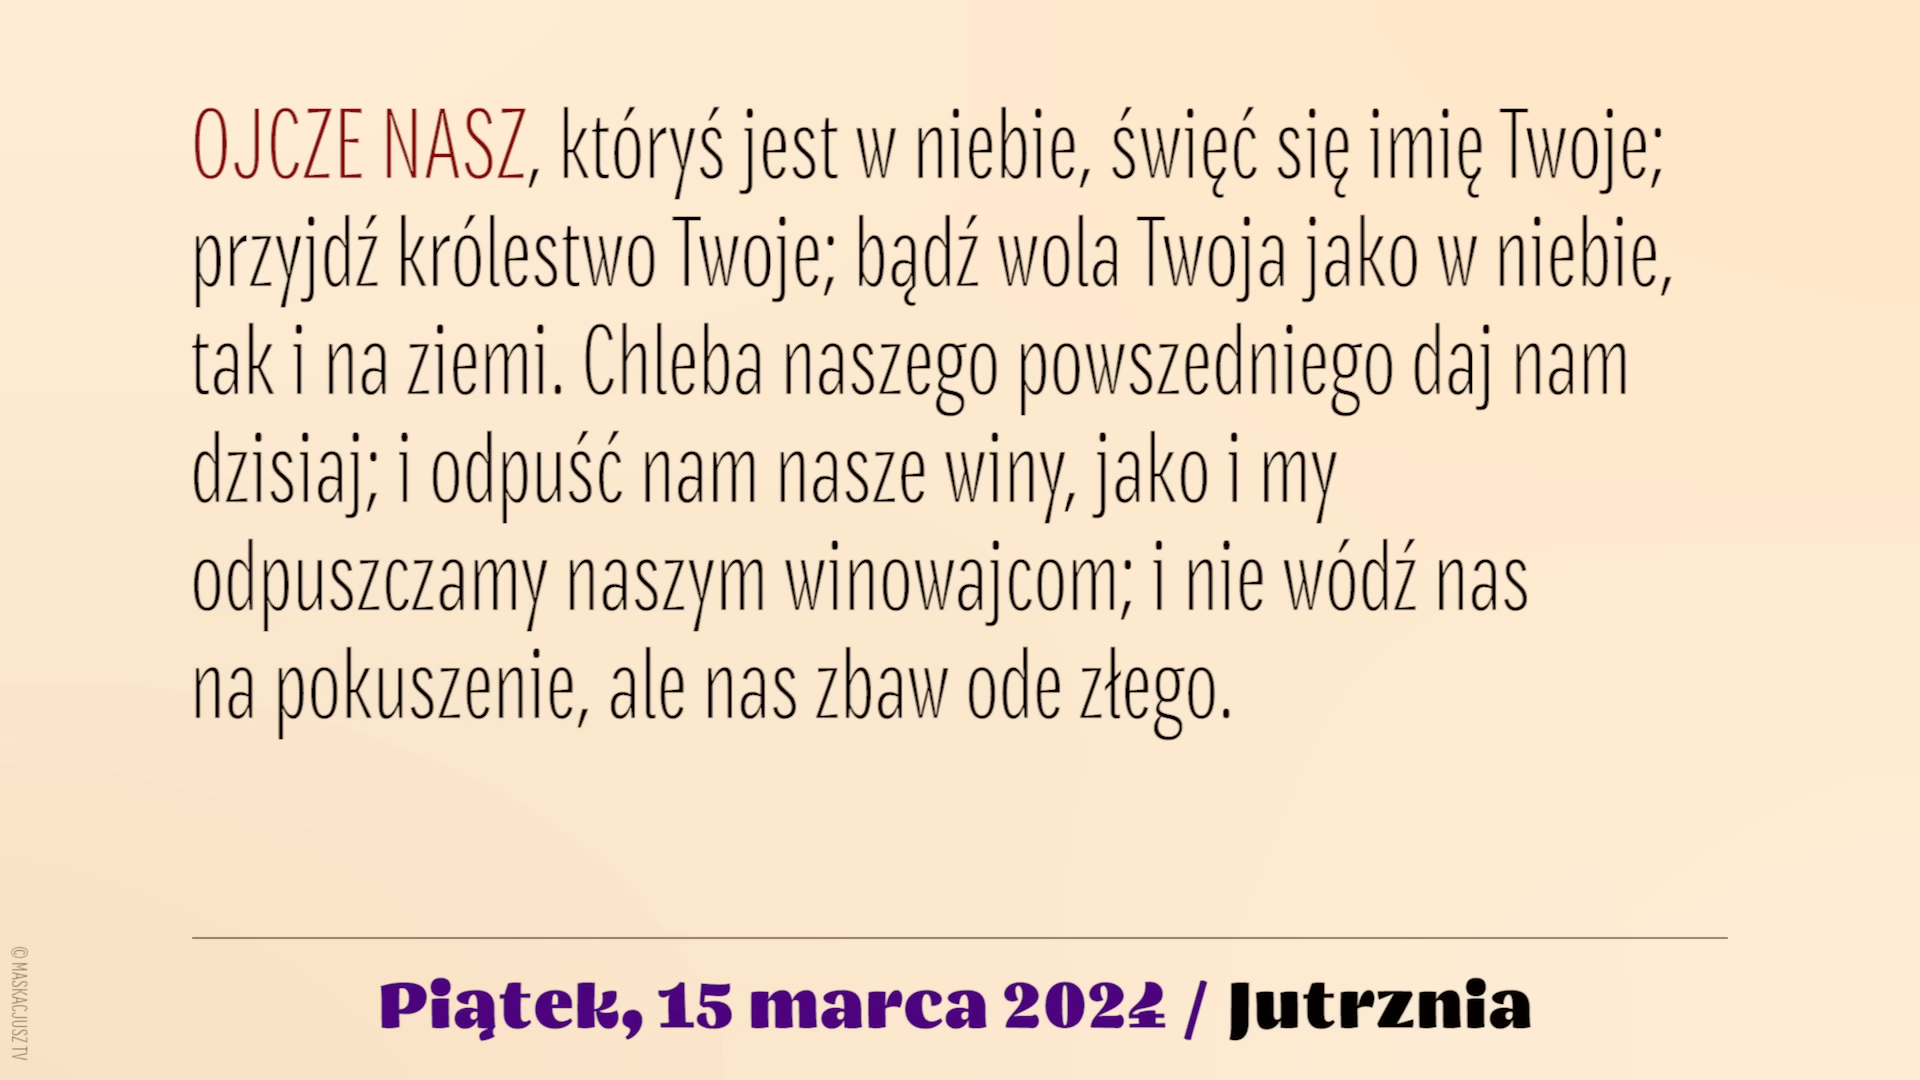 OJCZE NASZ, któryś jest w niebie, święć się imię Twoje;
przyjdź królestwo Twoje; bądź wola Twoja jako w niebie,
tak i na ziemi. Chleba naszego powszedniego daj nam
dzisiaj; i odpuść nam nasze winy, jako i my
odpuszczamy naszym winowajcom; i nie wódź nas
na pokuszenie, ale nas zbaw ode złego.
Piątek, 15 marca 2024 / Jutrznia
© MASKACJUSZ TV